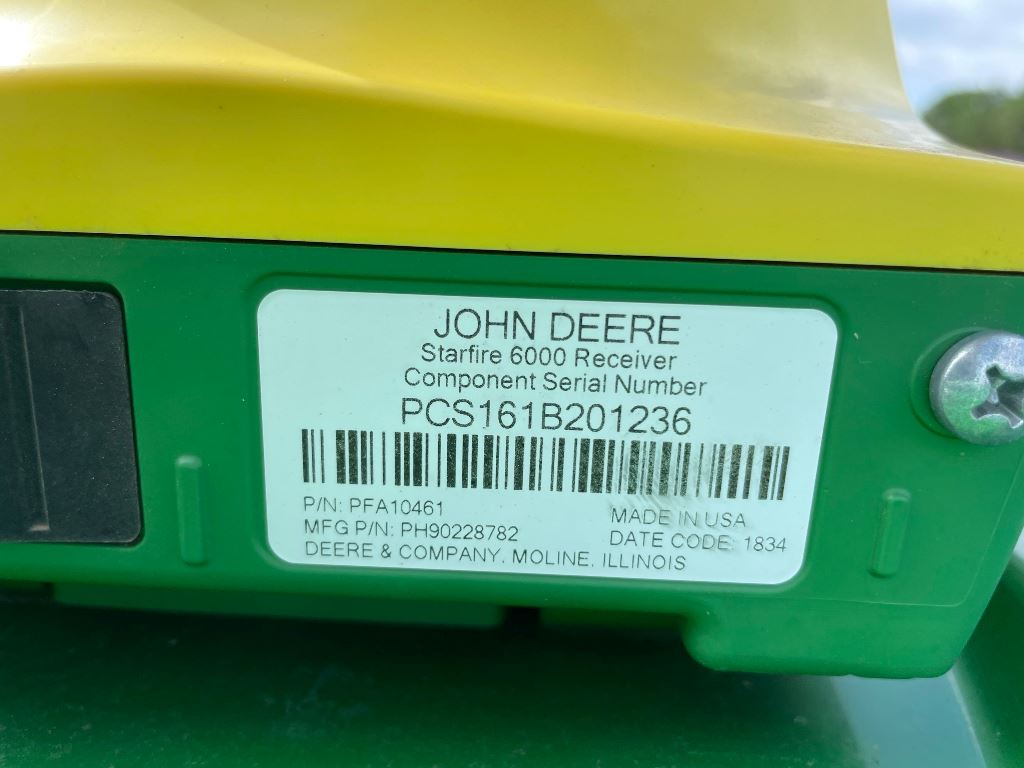 JOHN DEERE
Starfire 6000 Receiver
Component Serial Number
PCS161B201236
P/N: PFA10461
MFG P/N: PH90228782
DEERE & COMPANY, MOLINE, ILLINOIS
MADE IN USA
DATE CODE: 1834